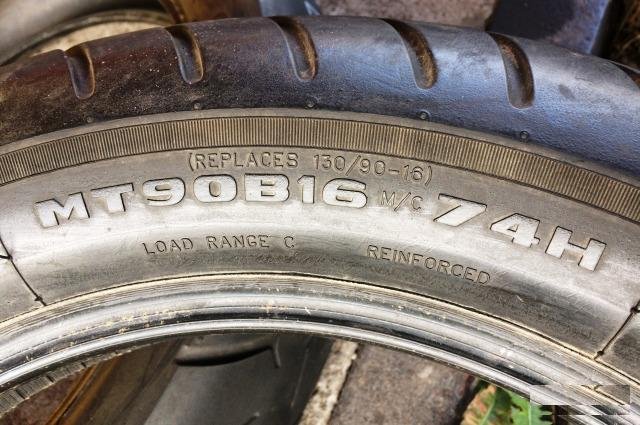 (REPLACES 130/90-16)
MT90B16 M/C 74H
LOAD RANGE C REINFORCED